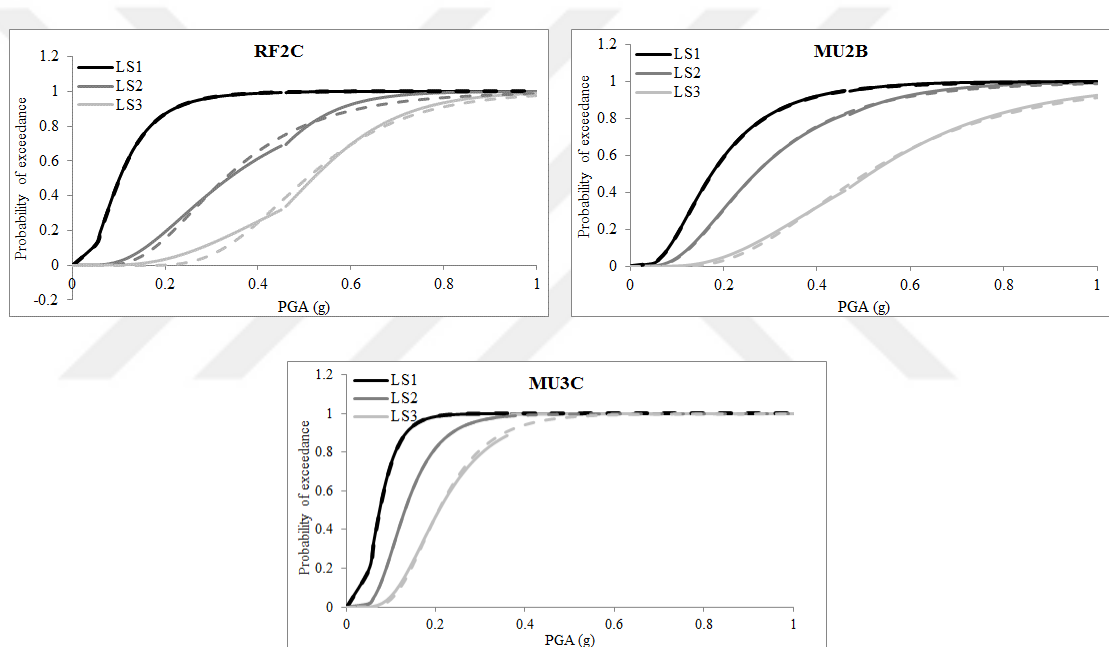 RF2C
LS1
LS2
LS3
Probability of exceedance
1.2
1
0.8
0.6
0.4
0.2
0
-0.2
0 0.2 0.4 0.6 0.8 1
PGA (g)
MU2B
LS1
LS2
LS3
Probability of exceedance
1.2
1
0.8
0.6
0.4
0.2
0
0 0.2 0.4 0.6 0.8 1
PGA (g)
MU3C
LS1
LS2
LS3
Probability of exceedance
1.2
1
0.8
0.6
0.4
0.2
0
0 0.2 0.4 0.6 0.8 1
PGA (g)